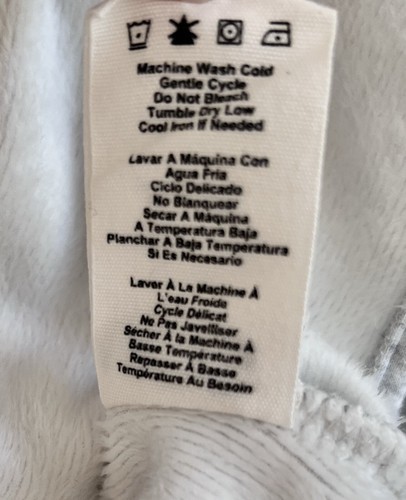 Machine Wash Cold
Gentle Cycle
Do Not Bleach
Tumble Dry Low
Cool Iron If Needed
Lavar A Máquina Con
Agua Fria
Ciclo Delicado
No Blanquear
Secar A Máquina
A Temperatura Baja
Planchar A Baja Temperatura
Si Es Necesario
Laver À La Machine À
L'eau Froide
Cycle Délicat
Ne Pas Javelliser
Sécher À la Machine À
Basse Température
Repasser À Basse
Température Au Besoin